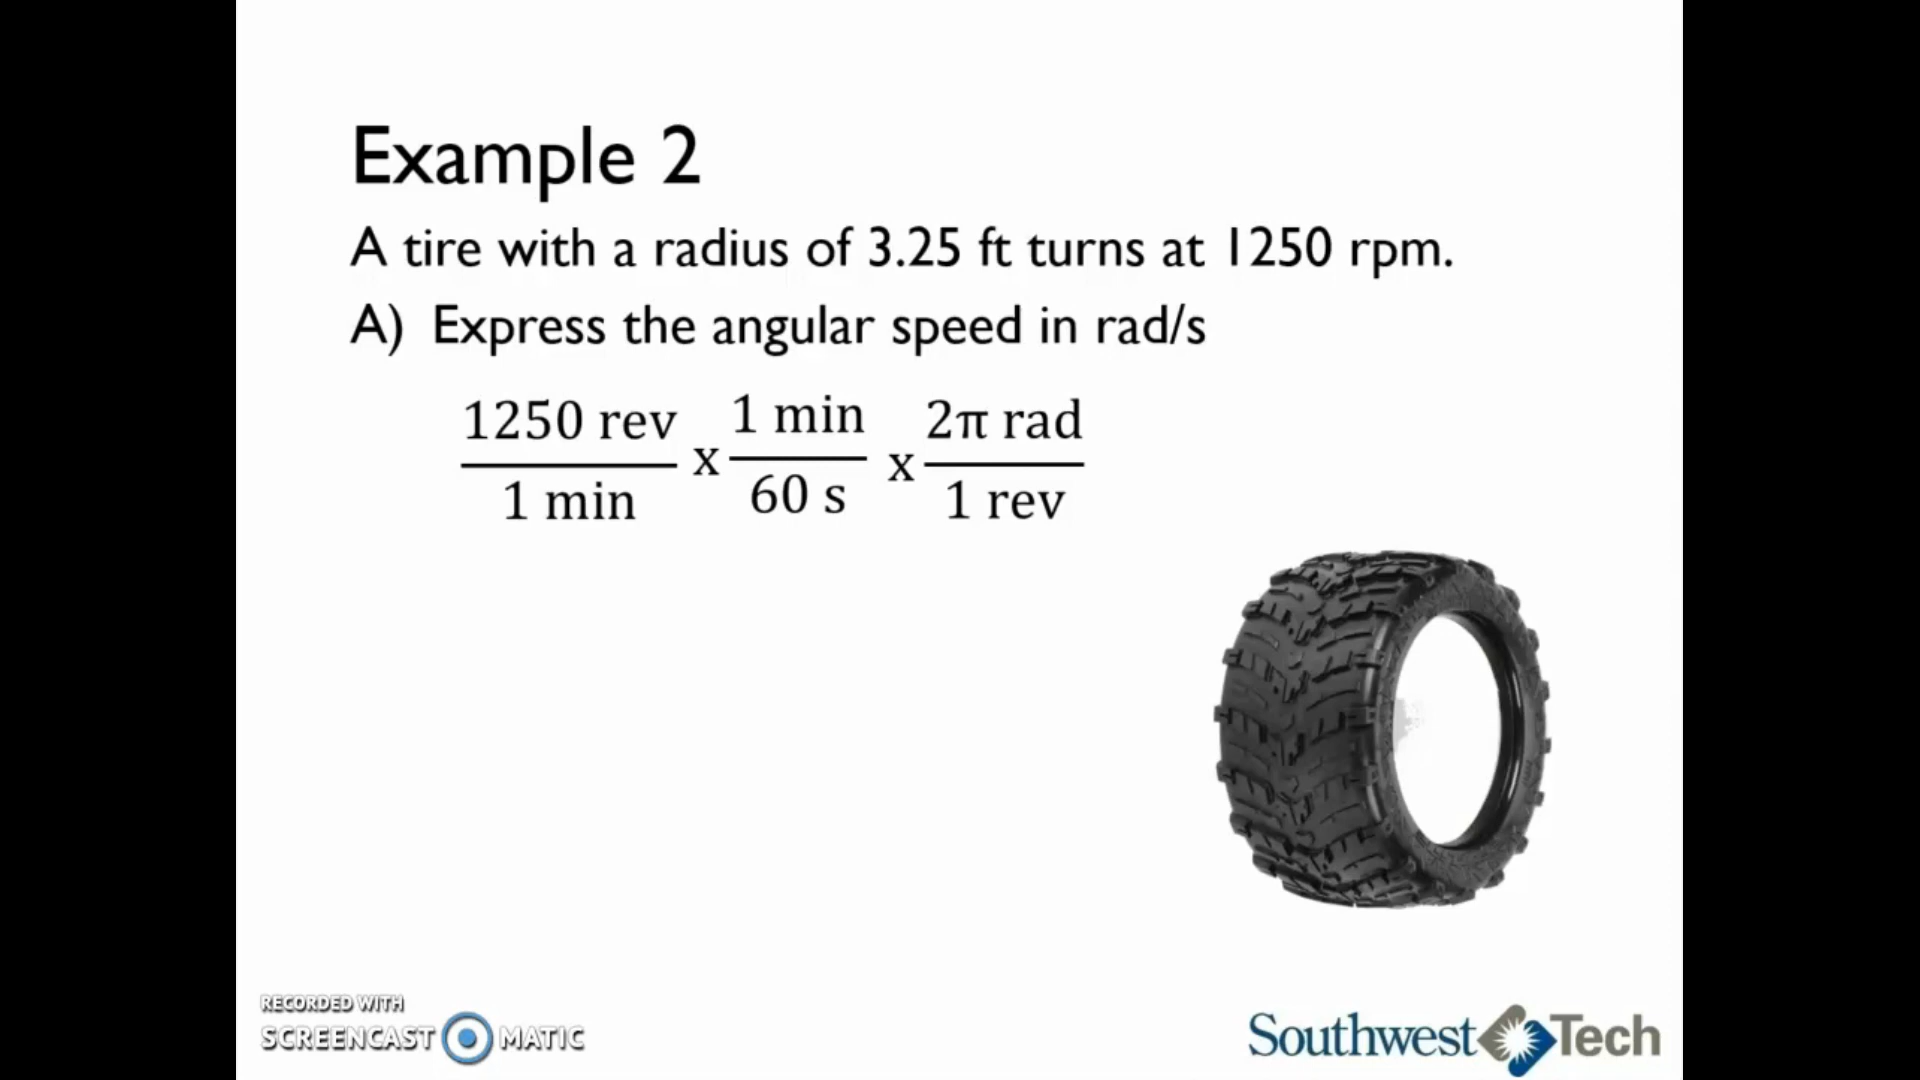 Example 2
A tire with a radius of 3.25 ft turns at 1250 rpm.
A) Express the angular speed in rad/s
1250 rev / 1 min x 1 min / 60 s x 2π rad / 1 rev
RECORDED WITH
SCREENCAST MATIC
Southwest Tech